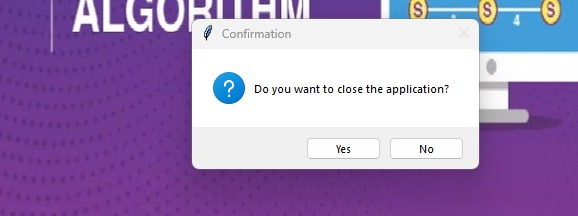 ALGORITHM
S S S
4
Confirmation
Do you want to close the application?
Yes No